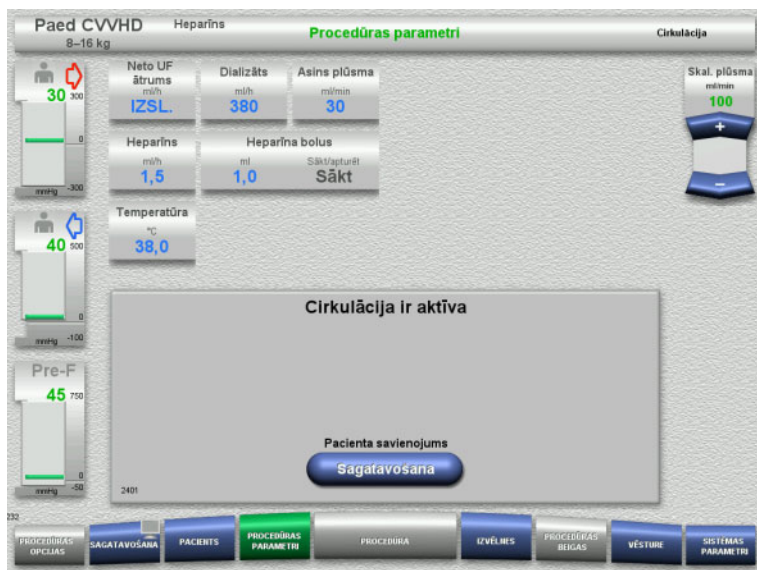 Paed CVVHD Heparīns Procedūras parametri Cirkulācija
8–16 kg
30 300
0
mmHg -300
40 500
0
mmHg -100
Pre-F
45 750
0
mmHg -50
Neto UF ātrums
ml/h
IZSL.
Dializāts
ml/h
380
Asins plūsma
ml/min
30
Heparīns
ml/h
1,5
Heparīna bolus
ml Sākt/apturēt
1,0 Sākt
Temperatūra
°C
38,0
Skal. plūsma
ml/min
100
+
–
Cirkulācija ir aktīva
Pacienta savienojums
Sagatavošana
2401
232
PROCEDŪRAS OPCIJAS
SAGATAVOŠANA
PACIENTS
PROCEDŪRAS PARAMETRI
PROCEDŪRA
IZVĒLNES
PROCEDŪRAS BEIGAS
VĒSTURE
SISTĒMAS PARAMETRI